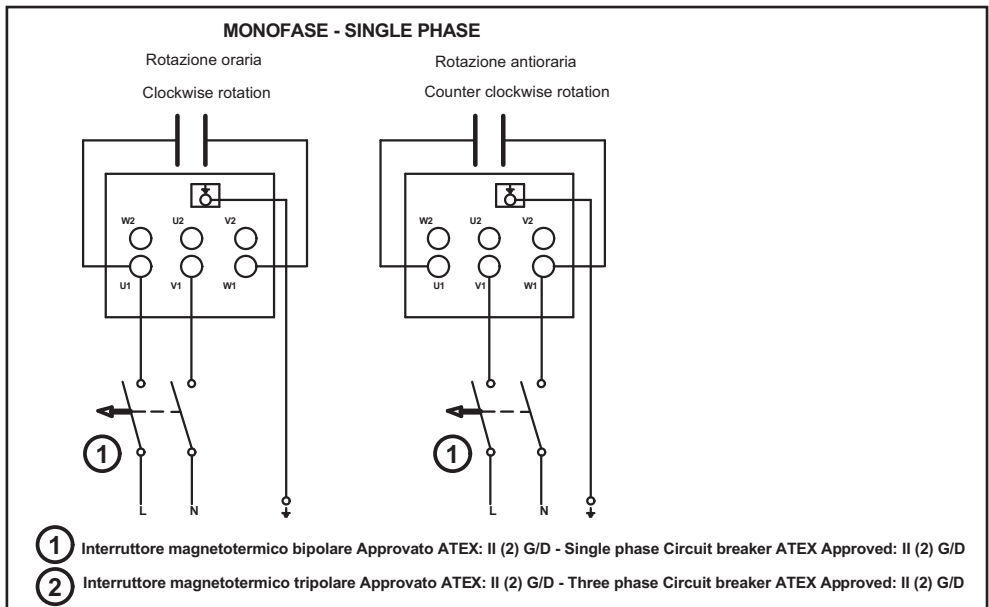 MONOFASE - SINGLE PHASE
Rotazione oraria
Clockwise rotation
Rotazione antioraria
Counter clockwise rotation
W2 U2 V2
U1 V1 W1
W2 U2 V2
U1 V1 W1
1
1
L N
L N
1 Interruttore magnetotermico bipolare Approvato ATEX: II (2) G/D - Single phase Circuit breaker ATEX Approved: II (2) G/D
2 Interruttore magnetotermico tripolare Approvato ATEX: II (2) G/D - Three phase Circuit breaker ATEX Approved: II (2) G/D